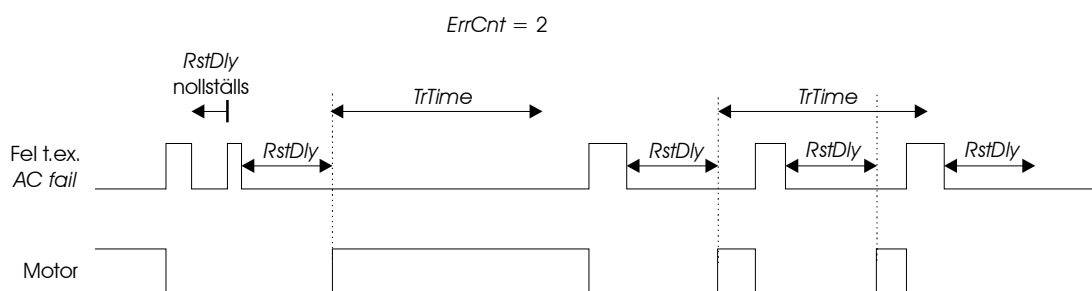 ErrCnt = 2
RstDly
nollställs
TrTime
TrTime
Fel t.ex.
AC fail
RstDly
RstDly
RstDly
RstDly
Motor